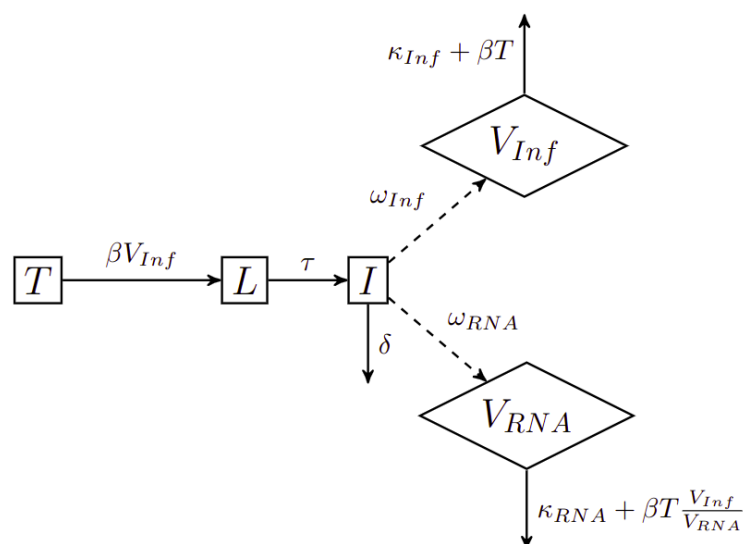 κ_{Inf} + βT
V_{Inf}
ω_{Inf}
βV_{Inf}
τ
T
L
I
ω_{RNA}
δ
V_{RNA}
κ_{RNA} + βT \frac{V_{Inf}}{V_{RNA}}